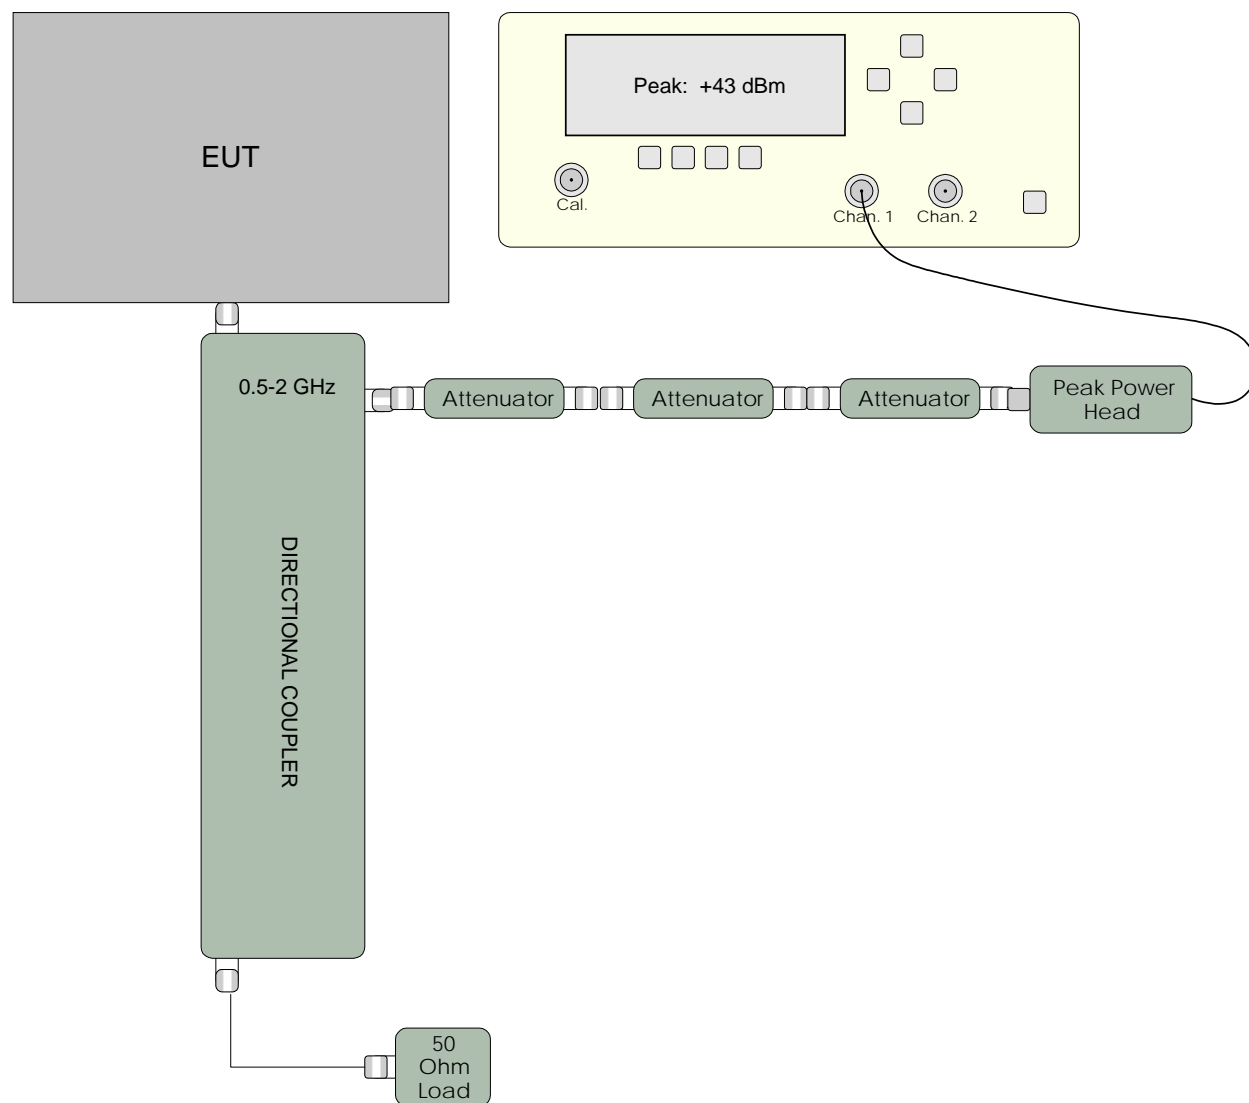 EUT
Peak: +43 dBm
Cal.
Chan. 1
Chan. 2
0.5-2 GHz
Attenuator
Attenuator
Attenuator
Peak Power
Head
DIRECTIONAL COUPLER
50
Ohm
Load